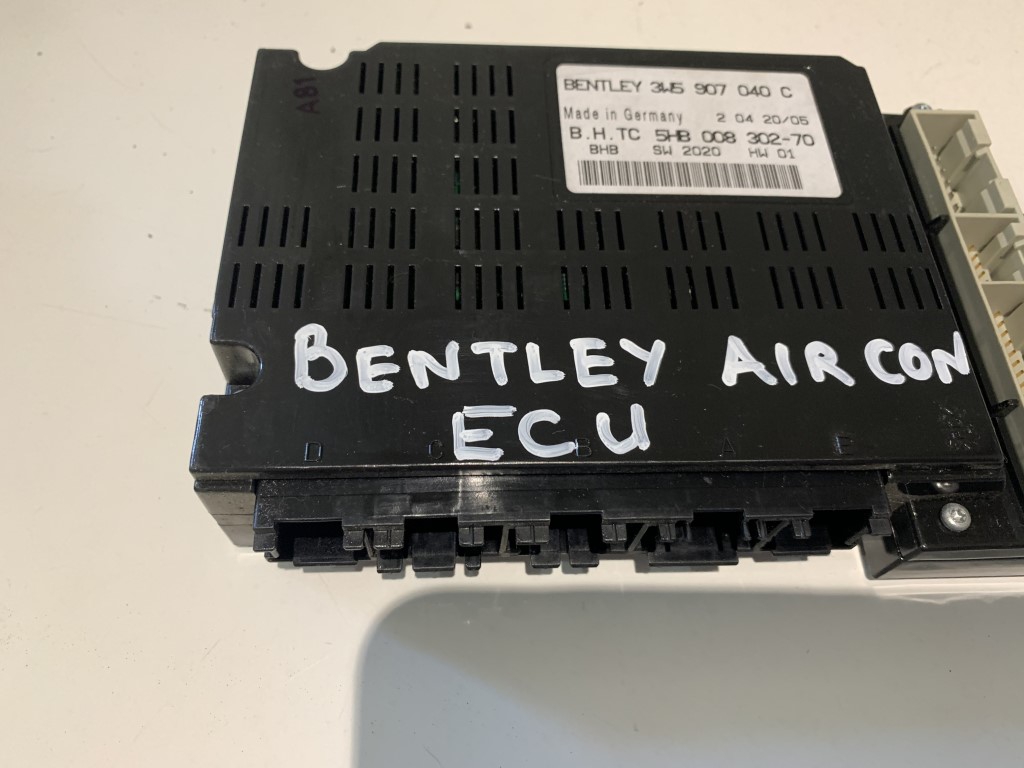 A81
BENTLEY 3W5 907 040 C
Made in Germany 2 04 20/05
B.H.TC 5HB 008 302-70
BHB SW 2020 HW 01
BENTLEY AIR CON
ECU
D C B A E